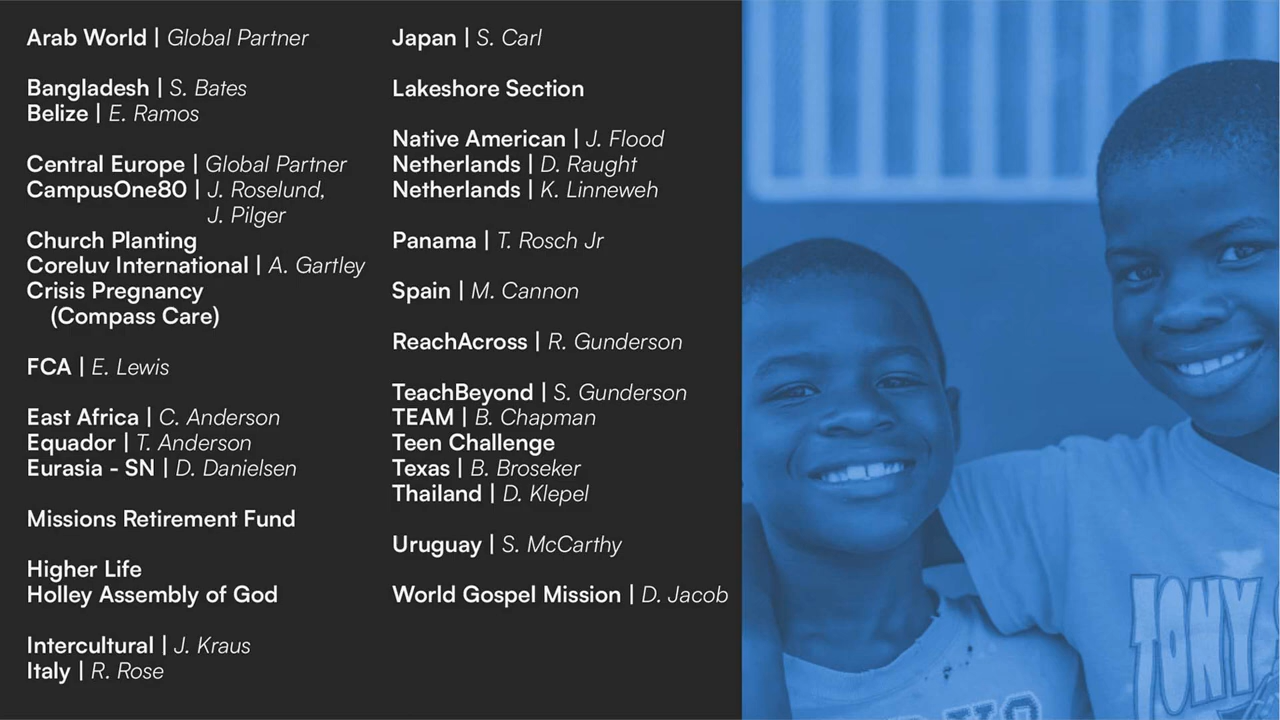 Arab World | Global Partner
Bangladesh | S. Bates
Belize | E. Ramos
Central Europe | Global Partner
CampusOne80 | J. Roselund,
J. Pilger
Church Planting
Coreluv International | A. Gartley
Crisis Pregnancy
(Compass Care)
FCA | E. Lewis
East Africa | C. Anderson
Equador | T. Anderson
Eurasia - SN | D. Danielsen
Missions Retirement Fund
Higher Life
Holley Assembly of God
Intercultural | J. Kraus
Italy | R. Rose
Japan | S. Carl
Lakeshore Section
Native American | J. Flood
Netherlands | D. Raught
Netherlands | K. Linneweh
Panama | T. Rosch Jr
Spain | M. Cannon
ReachAcross | R. Gunderson
TeachBeyond | S. Gunderson
TEAM | B. Chapman
Teen Challenge
Texas | B. Broseker
Thailand | D. Klepel
Uruguay | S. McCarthy
World Gospel Mission | D. Jacob
TONY